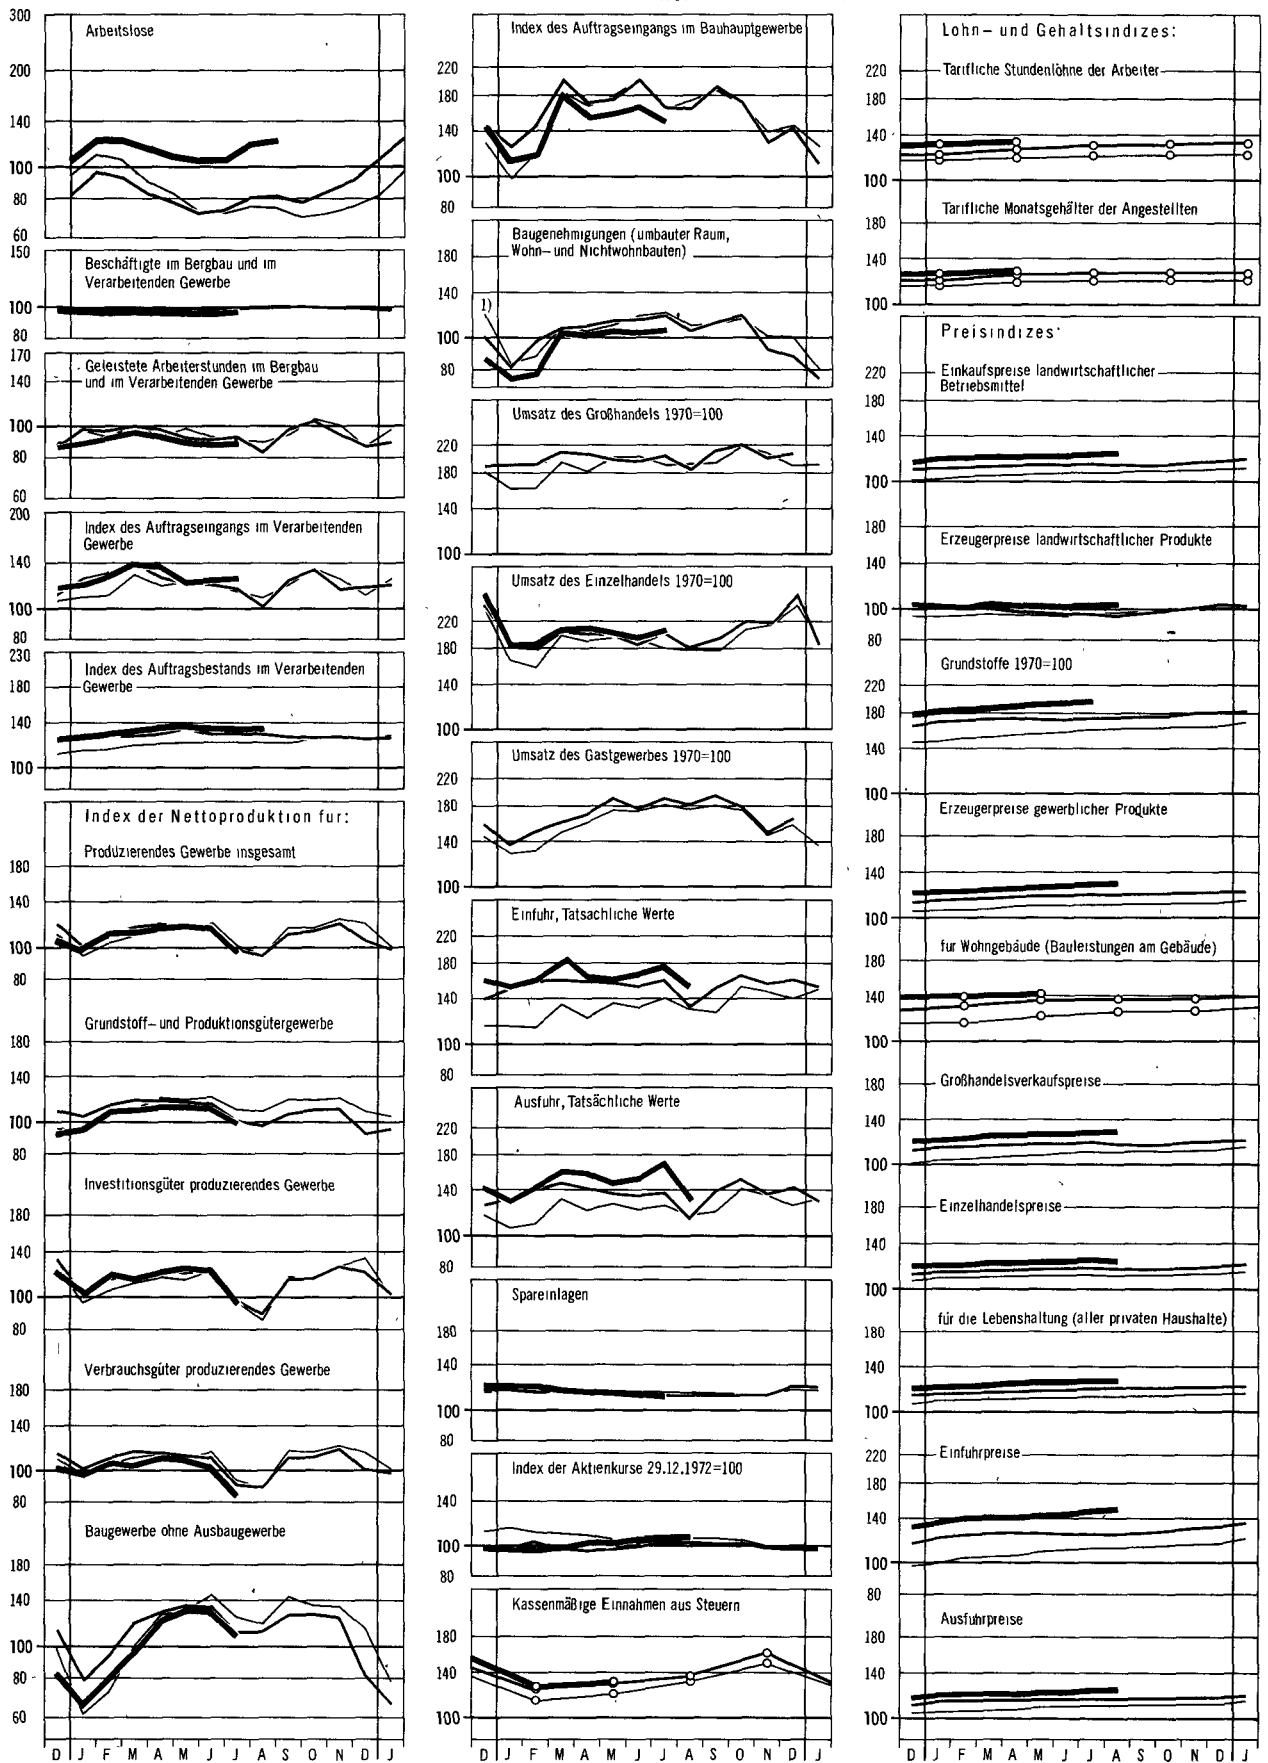 300
Arbeitslose
200
140
100
80
60
150
Beschäftigte im Bergbau und im
Verarbeitenden Gewerbe
100
80
170
Geleistete Arbeiterstunden im Bergbau
und im Verarbeitenden Gewerbe
140
100
80
60
200
Index des Auftragseingangs im Verarbeitenden
Gewerbe
140
100
80
230
Index des Auftragsbestands im Verarbeitenden
Gewerbe
180
140
100
Index der Nettoproduktion fur:
Produzierendes Gewerbe insgesamt
180
140
100
80
Grundstoff- und Produktionsgütergewerbe
180
140
100
80
Investitionsgüter produzierendes Gewerbe
180
140
100
80
Verbrauchsgüter produzierendes Gewerbe
180
140
100
80
Baugewerbe ohne Ausbaugewerbe
180
140
100
80
60
D J F M A M J J A S O N D J
Index des Auftragseingangs im Bauhauptgewerbe
220
180
140
100
80
Baugenehmigungen (umbauter Raum,
Wohn- und Nichtwohnbauten)
180
140
1)
100
80
Umsatz des Großhandels 1970=100
220
180
140
100
Umsatz des Einzelhandels 1970=100
220
180
140
100
Umsatz des Gastgewerbes 1970=100
220
180
140
100
Einfuhr, Tatsachliche Werte
220
180
140
100
80
Ausfuhr, Tatsächliche Werte
220
180
140
100
80
Spareinlagen
180
140
100
80
Index der Aktienkurse 29.12.1972=100
140
100
80
Kassenmäßige Einnahmen aus Steuern
180
140
100
D J F M A M J J A S O N D J
Lohn- und Gehaltsindizes:
Tarifliche Stundenlöhne der Arbeiter
220
180
140
100
Tarifliche Monatsgehälter der Angestellten
180
140
100
Preisindizes:
Einkaufspreise landwirtschaftlicher
Betriebsmittel
220
180
140
100
180
Erzeugerpreise landwirtschaftlicher Produkte
140
100
80
Grundstoffe 1970=100
220
180
140
100
Erzeugerpreise gewerblicher Produkte
180
140
100
fur Wohngebäude (Bauleistungen am Gebäude)
180
140
100
Großhandelsverkaufspreise
180
140
100
Einzelhandelspreise
180
140
100
für die Lebenshaltung (aller privaten Haushalte)
180
140
100
Einfuhrpreise
220
180
140
100
80
Ausfuhrpreise
180
140
100
D J F M A M J J A S O N D J